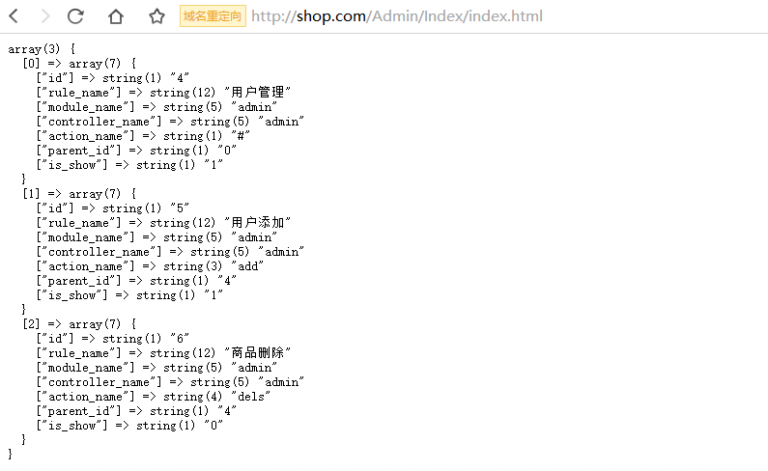 域名重定向 http://shop.com/Admin/Index/index.html
array(3) {
  [0] => array(7) {
    ["id"] => string(1) "4"
    ["rule_name"] => string(12) "用户管理"
    ["module_name"] => string(5) "admin"
    ["controller_name"] => string(5) "admin"
    ["action_name"] => string(1) "#"
    ["parent_id"] => string(1) "0"
    ["is_show"] => string(1) "1"
  }
  [1] => array(7) {
    ["id"] => string(1) "5"
    ["rule_name"] => string(12) "用户添加"
    ["module_name"] => string(5) "admin"
    ["controller_name"] => string(5) "admin"
    ["action_name"] => string(3) "add"
    ["parent_id"] => string(1) "4"
    ["is_show"] => string(1) "1"
  }
  [2] => array(7) {
    ["id"] => string(1) "6"
    ["rule_name"] => string(12) "商品删除"
    ["module_name"] => string(5) "admin"
    ["controller_name"] => string(5) "admin"
    ["action_name"] => string(4) "dels"
    ["parent_id"] => string(1) "4"
    ["is_show"] => string(1) "0"
  }
}